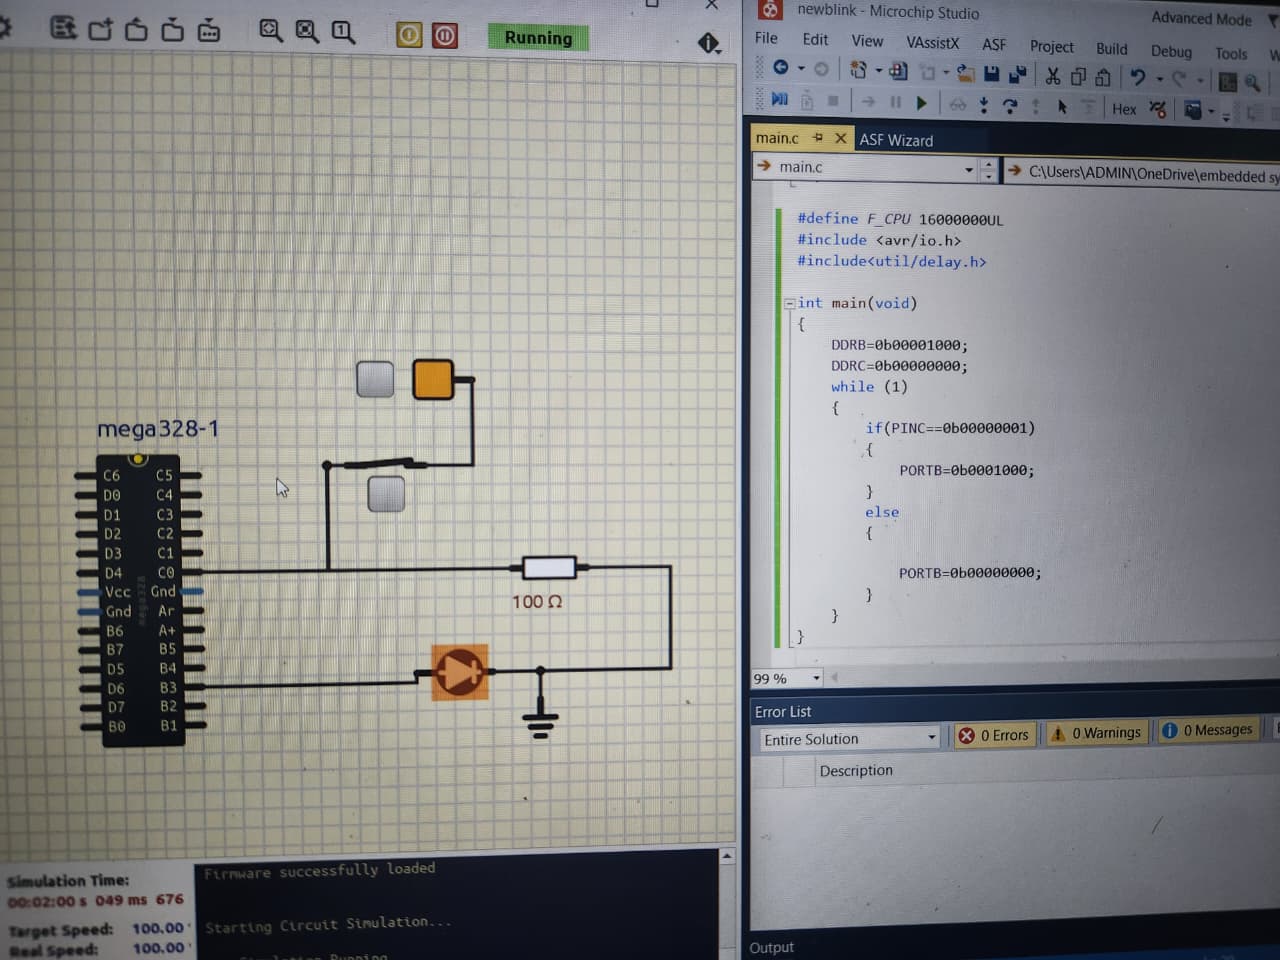 1
Running
mega328-1
C6 C5
D0 C4
D1 C3
D2 C2
D3 C1
D4 C0
Vcc Gnd
Gnd Ar
B6 A+
B7 B5
D5 B4
D6 B3
D7 B2
B0 B1
mega328
100 Ω
Simulation Time:
00:02:00 s 049 ms 676
Target Speed: 100.00
Real Speed: 100.00
Firmware successfully loaded
Starting Circuit Simulation...
Simulation Running
newblink - Microchip Studio
Advanced Mode
File Edit View VAssistX ASF Project Build Debug Tools
Hex
main.c
ASF Wizard
main.c
C:\Users\ADMIN\OneDrive\embedded sy
#define F_CPU 16000000UL
#include <avr/io.h>
#include<util/delay.h>
int main(void)
{
DDRB=0b00001000;
DDRC=0b00000000;
while (1)
{
if(PINC==0b00000001)
{
PORTB=0b0001000;
}
else
{
PORTB=0b00000000;
}
}
}
99 %
Error List
Entire Solution
0 Errors
0 Warnings
0 Messages
Description
Output